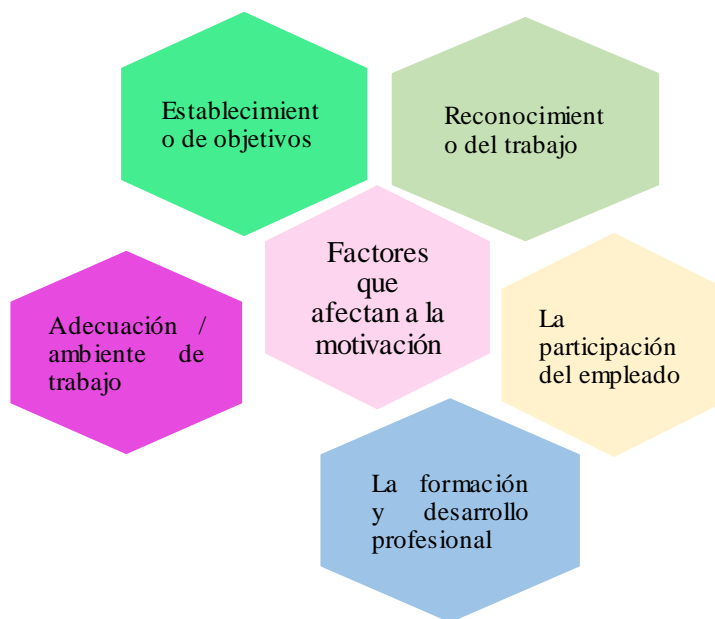 Establecimient
o de objetivos
Reconocimient
o del trabajo
Factores
que
afectan a la
motivación
Adecuación /
ambiente de
trabajo
La
participación
del empleado
La formación
y desarrollo
profesional